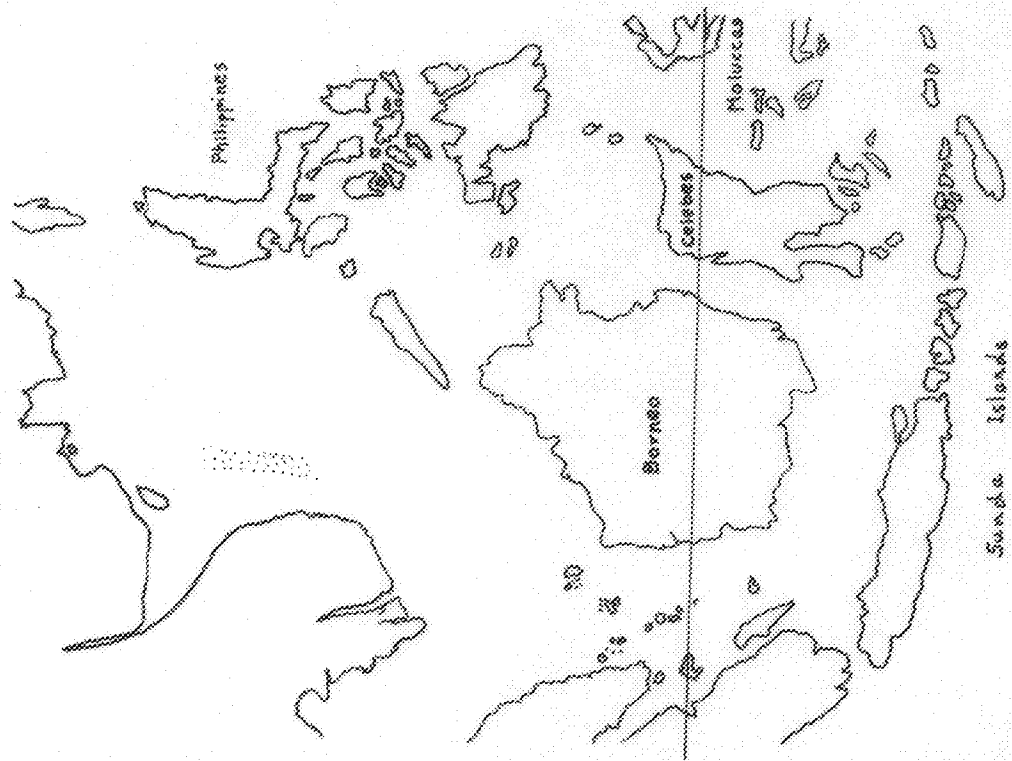 Philippines
Borneo
Celebes
Moluccas
Sunda Islands